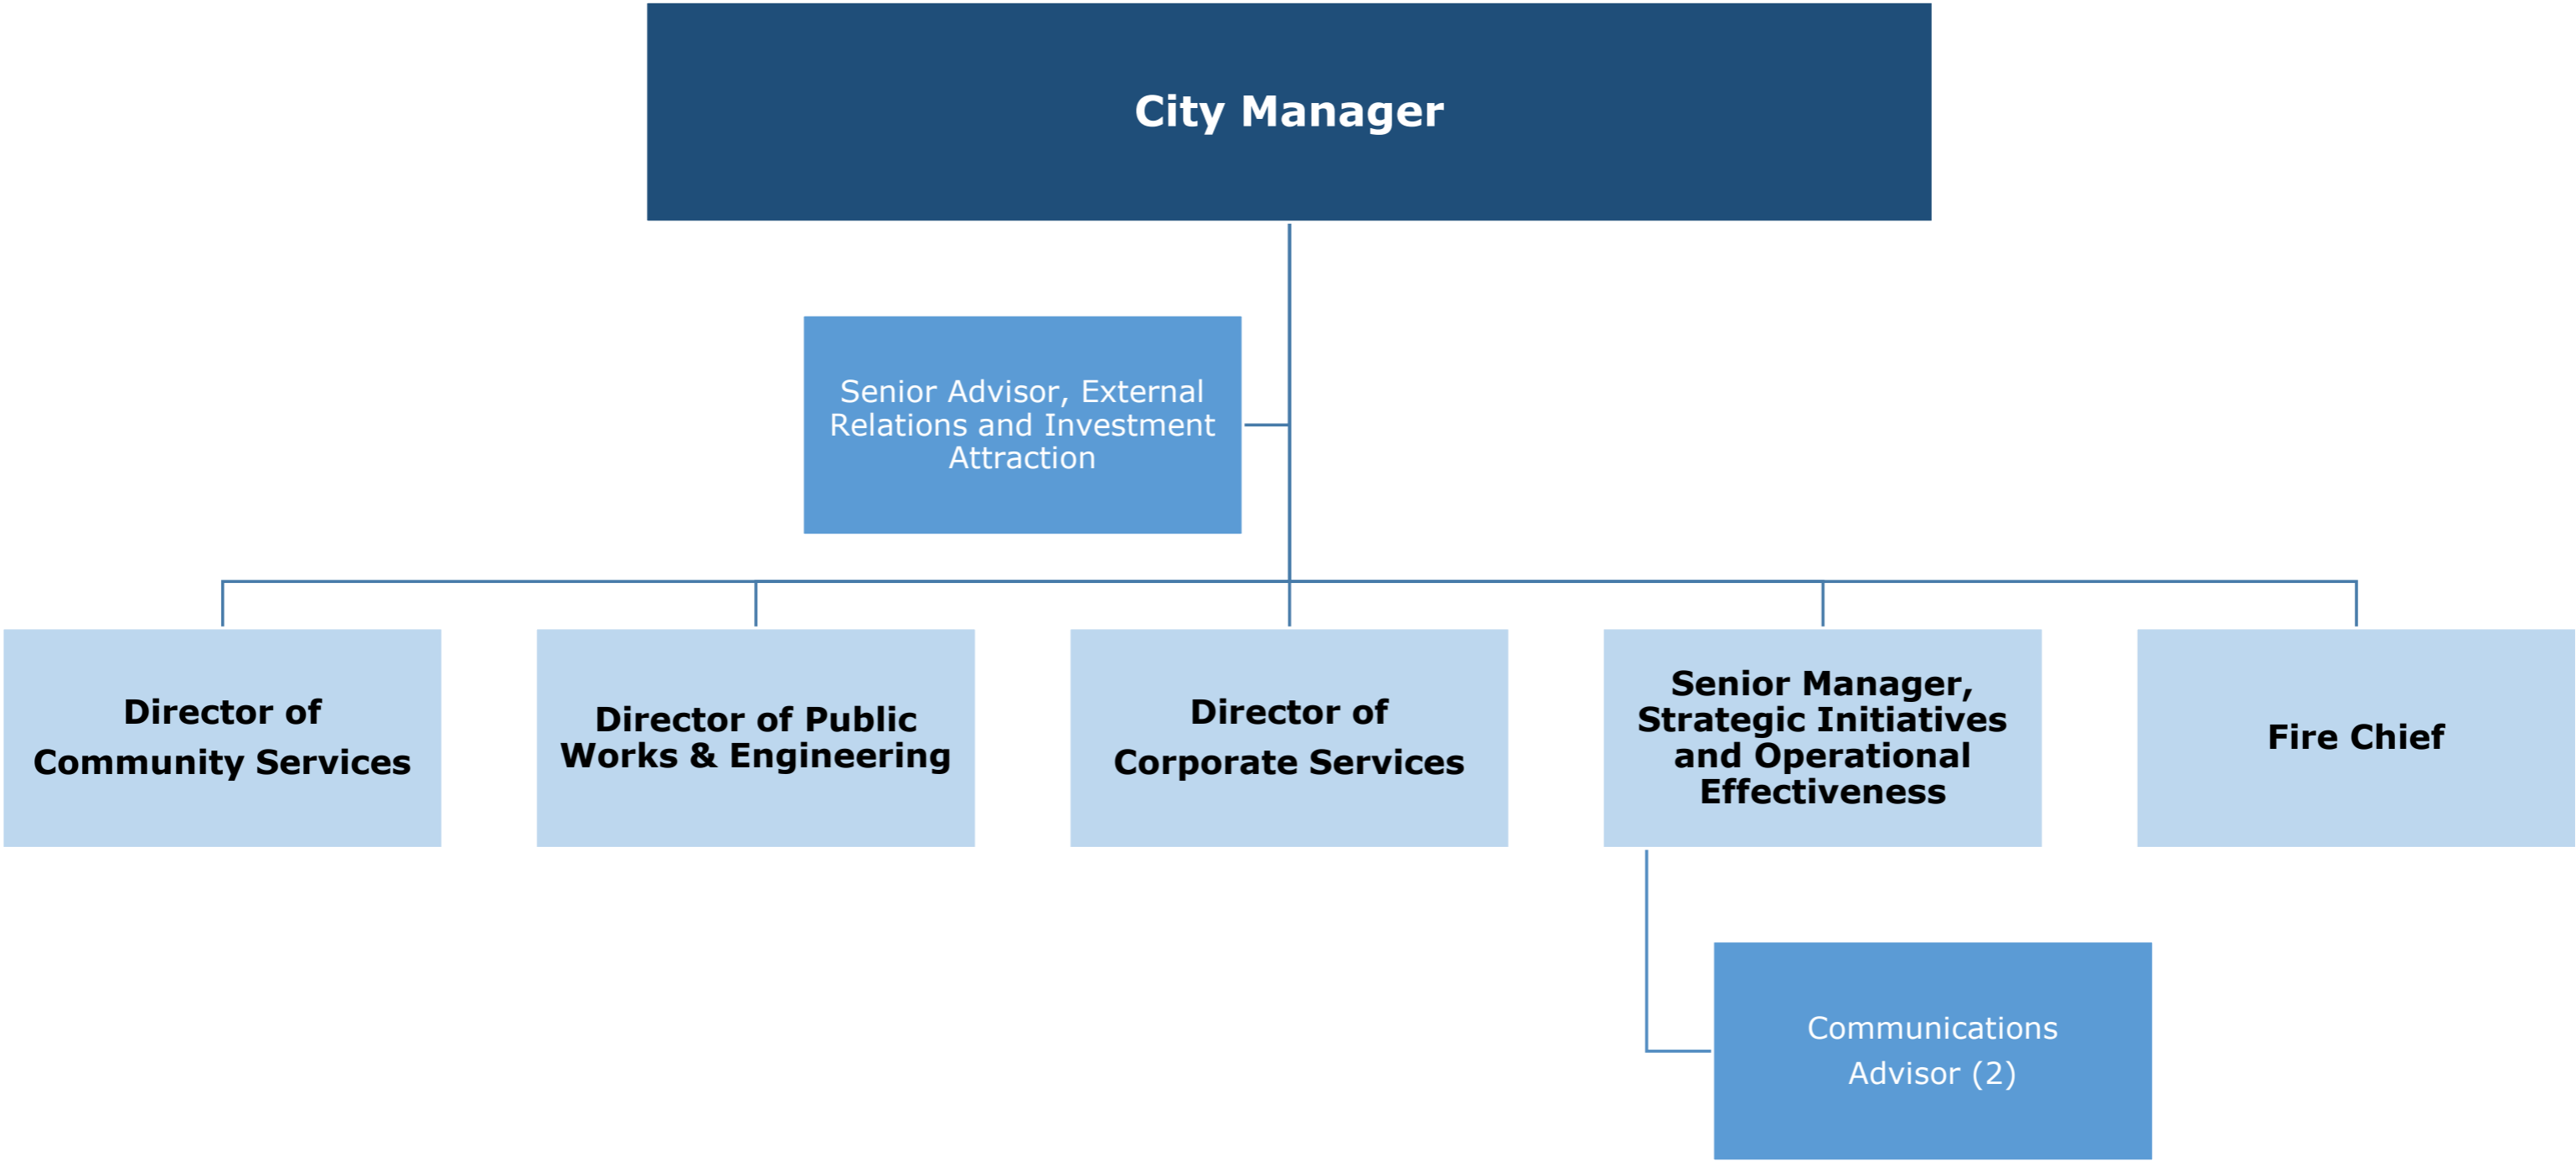 City Manager
Senior Advisor, External
Relations and Investment
Attraction
Director of
Community Services
Director of Public
Works & Engineering
Director of
Corporate Services
Senior Manager,
Strategic Initiatives
and Operational
Effectiveness
Fire Chief
Communications
Advisor (2)